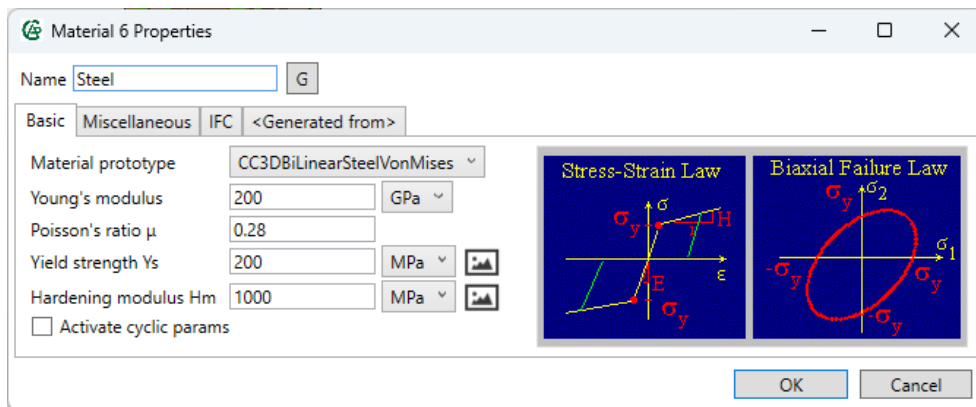 Material 6 Properties
Name Steel G
Basic Miscellaneous IFC <Generated from>
Material prototype CC3DBiLinearSteelVonMises
Young's modulus 200 GPa
Poisson's ratio μ 0.28
Yield strength Ys 200 MPa
Hardening modulus Hm 1000 MPa
Activate cyclic params
Stress-Strain Law
σ
σy
H
1
ε
E
σy
Biaxial Failure Law
σy
σ2
σ1
-σy
σy
-σy
OK Cancel